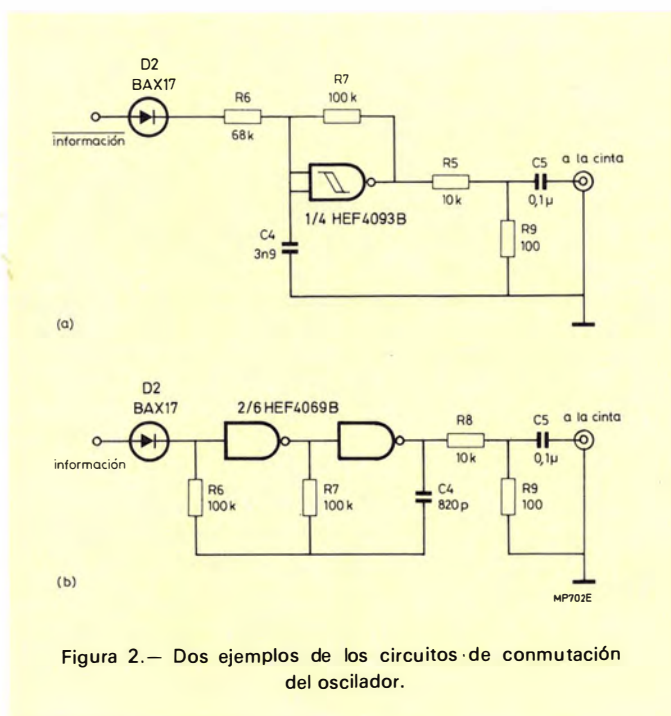 D2
BAX17
R6
68k
R7
100k
información
1/4 HEF4093B
C4
3n9
R5
10k
C5
0,1µ
a la cinta
R9
100
(a)
D2
BAX17
2/6 HEF4069B
información
R6
100k
R7
100k
C4
820p
R8
10k
C5
0,1µ
a la cinta
R9
100
(b)
MP702E
Figura 2.— Dos ejemplos de los circuitos de conmutación
del oscilador.